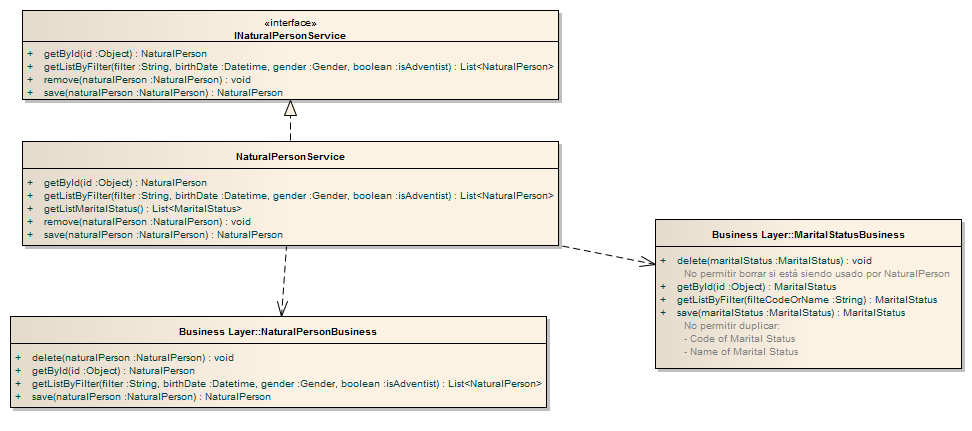 «interface»
INaturalPersonService
+ getById(id :Object) : NaturalPerson
+ getListByFilter(filter :String, birthDate :Datetime, gender :Gender, boolean :isAdventist) : List<NaturalPerson>
+ remove(naturalPerson :NaturalPerson) : void
+ save(naturalPerson :NaturalPerson) : NaturalPerson
NaturalPersonService
+ getById(id :Object) : NaturalPerson
+ getListByFilter(filter :String, birthDate :Datetime, gender :Gender, boolean :isAdventist) : List<NaturalPerson>
+ getListMaritalStatus() : List<MaritalStatus>
+ remove(naturalPerson :NaturalPerson) : void
+ save(naturalPerson :NaturalPerson) : NaturalPerson
Business Layer::MaritalStatusBusiness
+ delete(maritalStatus :MaritalStatus) : void
No permitir borrar si está siendo usado por NaturalPerson
+ getById(id :Object) : MaritalStatus
+ getListByFilter(filteCodeOrName :String) : MaritalStatus
+ save(maritalStatus :MaritalStatus) : MaritalStatus
No permitir duplicar:
- Code of Marital Status
- Name of Marital Status
Business Layer::NaturalPersonBusiness
+ delete(naturalPerson :NaturalPerson) : void
+ getById(id :Object) : NaturalPerson
+ getListByFilter(filter :String, birthDate :Datetime, gender :Gender, boolean :isAdventist) : List<NaturalPerson>
+ save(naturalPerson :NaturalPerson) : NaturalPerson